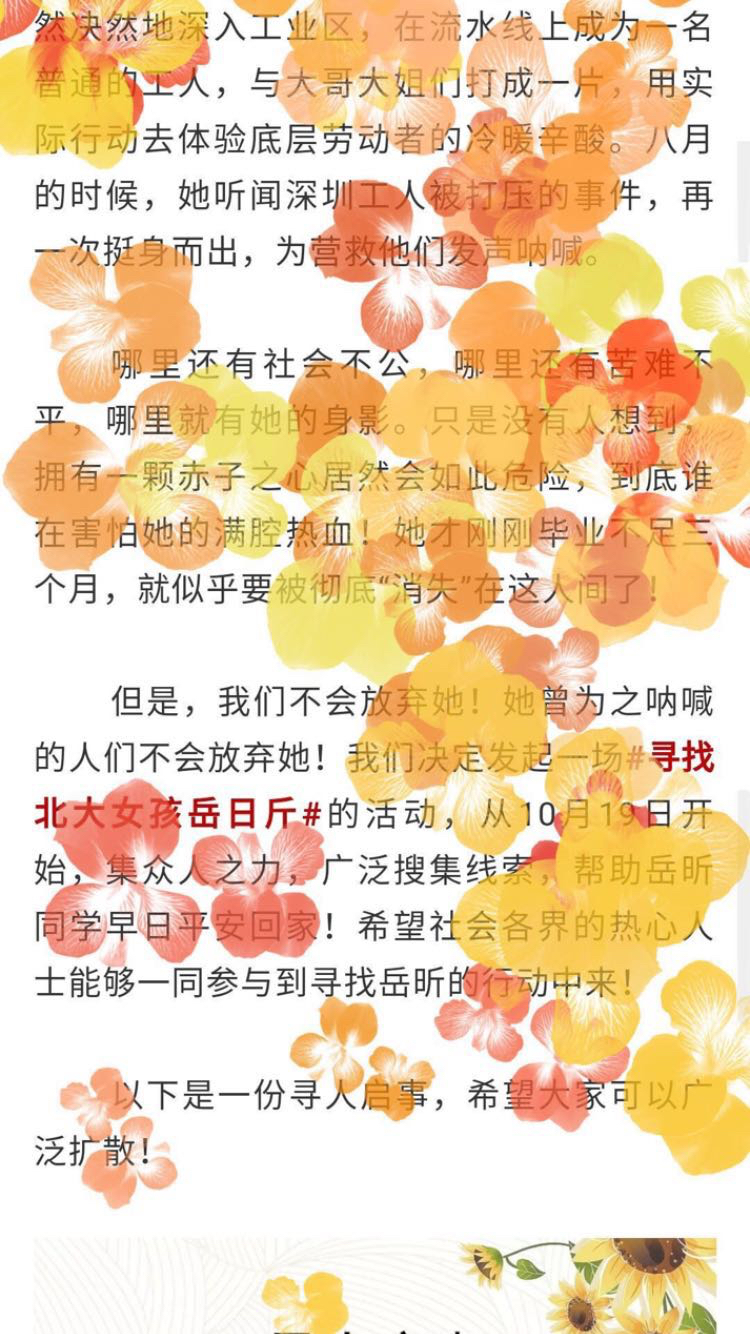 然决然地深入工业区，在流水线上成为一名
普通的工人，与大哥大姐们打成一片，用实
际行动去体验底层劳动者的冷暖辛酸。八月
的时候，她听闻深圳工人被打压的事件，再
一次挺身而出，为营救他们发声呐喊。
哪里还有社会不公，哪里还有苦难不
平，哪里就有她的身影。只是没有人想到，
拥有一颗赤子之心居然会如此危险，到底谁
在害怕她的满腔热血！她才刚刚毕业不足三
个月，就似乎要被彻底“消失”在这人间了！
但是，我们不会放弃她！她曾为之呐喊
的人们不会放弃她！我们决定发起一场#寻找
北大女孩岳日斤#的活动，从10月19日开
始，集众人之力，广泛搜集线索，帮助岳昕
同学早日平安回家！希望社会各界的热心人
士能够一同参与到寻找岳昕的行动中来！
以下是一份寻人启事，希望大家可以广
泛扩散！